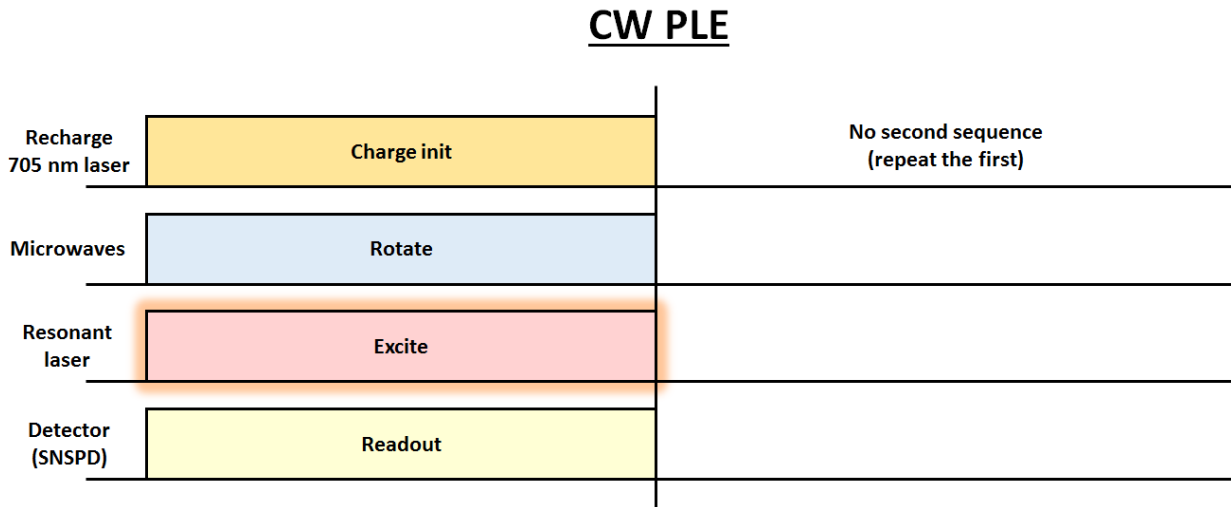 CW PLE
Recharge
705 nm laser
Charge init
No second sequence
(repeat the first)
Microwaves
Rotate
Resonant
laser
Excite
Detector
(SNSPD)
Readout